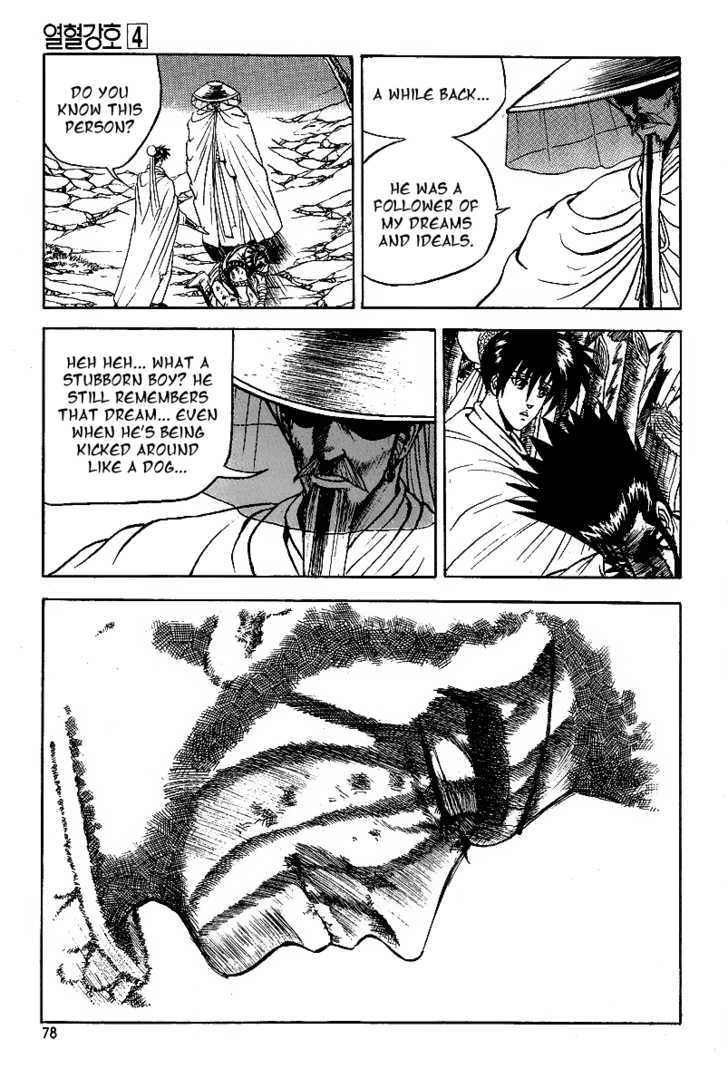 열혈강호 4
DO YOU
KNOW THIS
PERSON?
A WHILE BACK...
HE WAS A
FOLLOWER OF
MY DREAMS
AND IDEALS.
HEH HEH... WHAT A
STUBBORN BOY? HE
STILL REMEMBERS
THAT DREAM... EVEN
WHEN HE'S BEING
KICKED AROUND
LIKE A DOG...
78